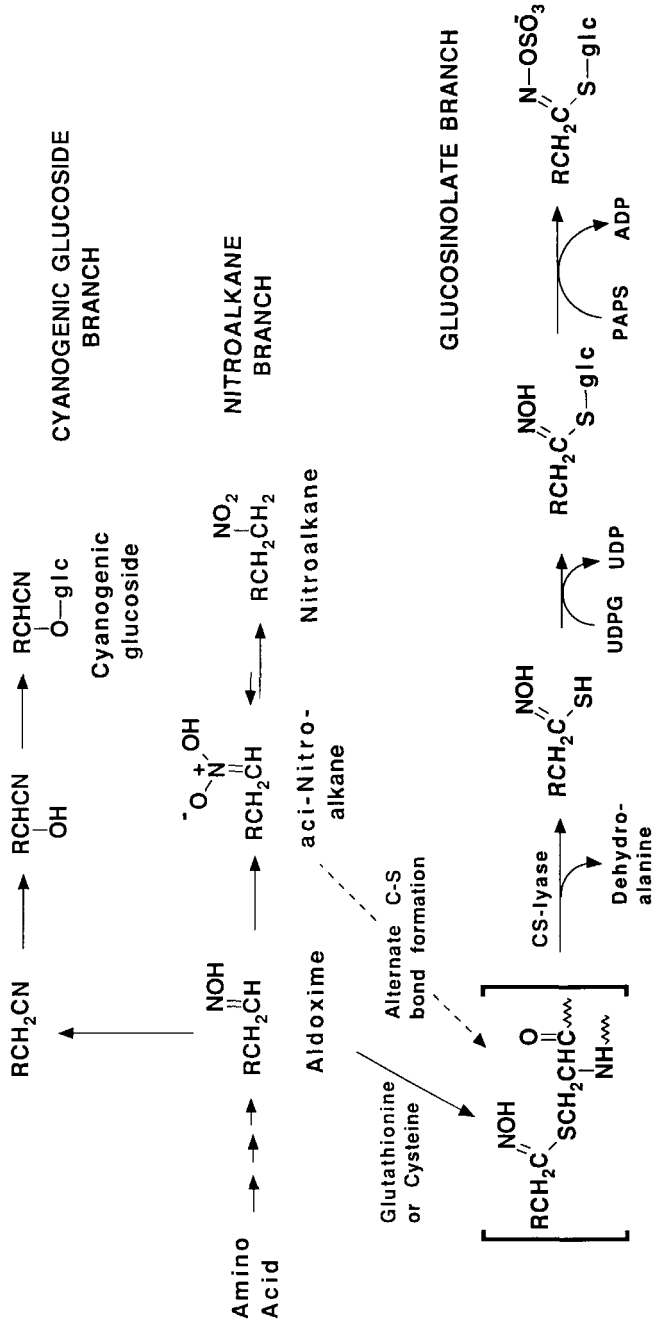 CYANOGENIC GLUCOSIDE
BRANCH
RCH2CN
RCHCN
OH
RCHCN
O—glc
Cyanogenic
glucoside
NITROALKANE
BRANCH
Amino
Acid
NOH
RCH2CH
Aldoxime
-O
+
N
OH
RCH2CH
aci-Nitro-
alkane
NO2
RCH2CH2
Nitroalkane
Glutathionine
or Cysteine
Alternate C-S
bond formation
GLUCOSINOLATE BRANCH
NOH
RCH2C
O
SCH2CHC
NH
CS-lyase
Dehydro-
alanine
NOH
RCH2C
SH
UDPG
UDP
NOH
RCH2C
S—glc
PAPS
ADP
N—OSO3-
RCH2C
S—glc